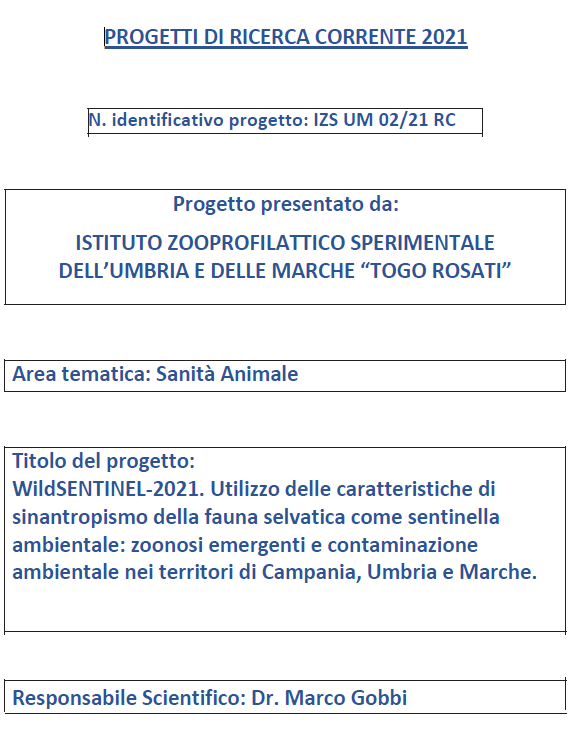 PROGETTI DI RICERCA CORRENTE 2021
N. identificativo progetto: IZS UM 02/21 RC
Progetto presentato da:
ISTITUTO ZOOPROFILATTICO SPERIMENTALE
DELL’UMBRIA E DELLE MARCHE “TOGO ROSATI”
Area tematica: Sanità Animale
Titolo del progetto:
WildSENTINEL-2021. Utilizzo delle caratteristiche di
sinantropismo della fauna selvatica come sentinella
ambientale: zoonosi emergenti e contaminazione
ambientale nei territori di Campania, Umbria e Marche.
Responsabile Scientifico: Dr. Marco Gobbi